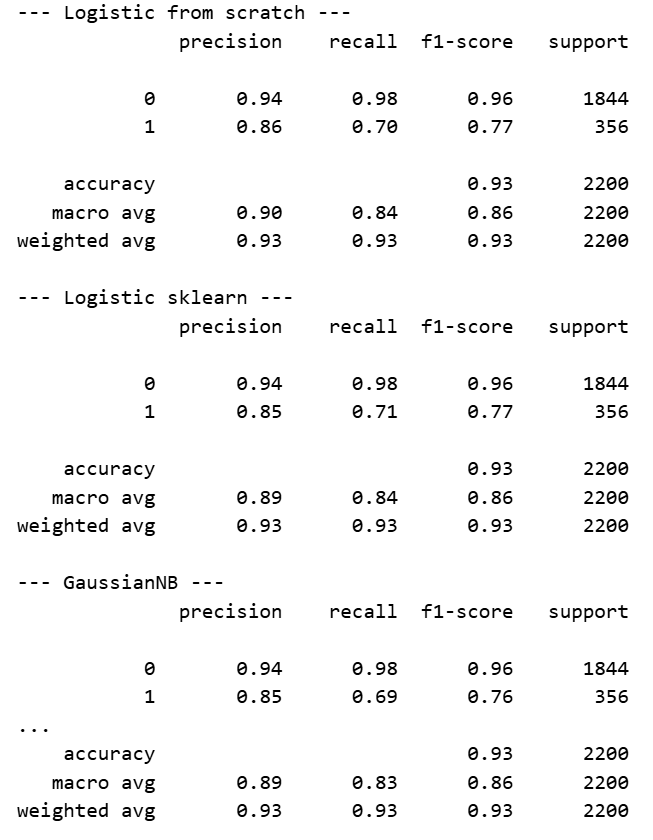 --- Logistic from scratch ---
              precision    recall  f1-score   support

           0       0.94      0.98      0.96      1844
           1       0.86      0.70      0.77       356

    accuracy                           0.93      2200
   macro avg       0.90      0.84      0.86      2200
weighted avg       0.93      0.93      0.93      2200

--- Logistic sklearn ---
              precision    recall  f1-score   support

           0       0.94      0.98      0.96      1844
           1       0.85      0.71      0.77       356

    accuracy                           0.93      2200
   macro avg       0.89      0.84      0.86      2200
weighted avg       0.93      0.93      0.93      2200

--- GaussianNB ---
              precision    recall  f1-score   support

           0       0.94      0.98      0.96      1844
           1       0.85      0.69      0.76       356
...
    accuracy                           0.93      2200
   macro avg       0.89      0.83      0.86      2200
weighted avg       0.93      0.93      0.93      2200